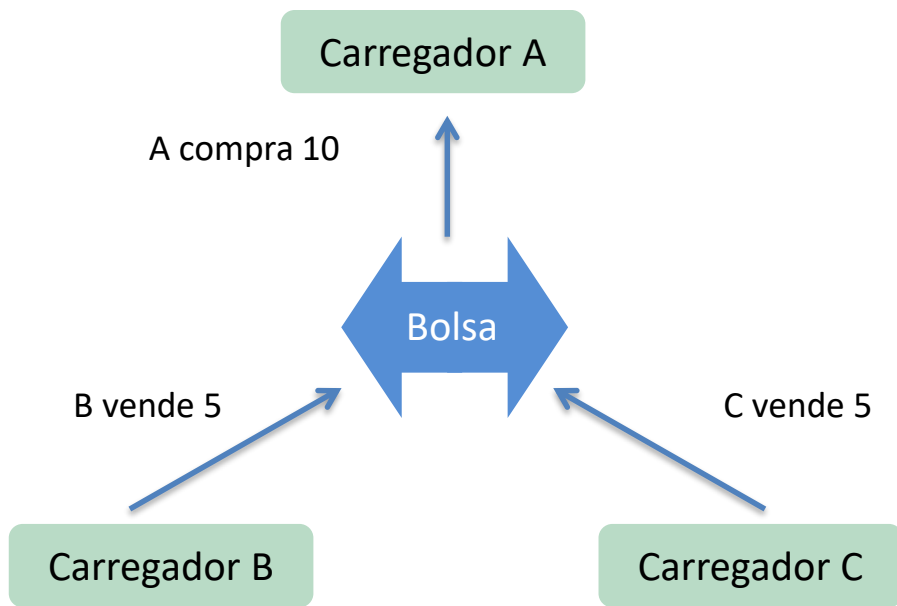 Carregador A
A compra 10
Bolsa
B vende 5
C vende 5
Carregador B
Carregador C